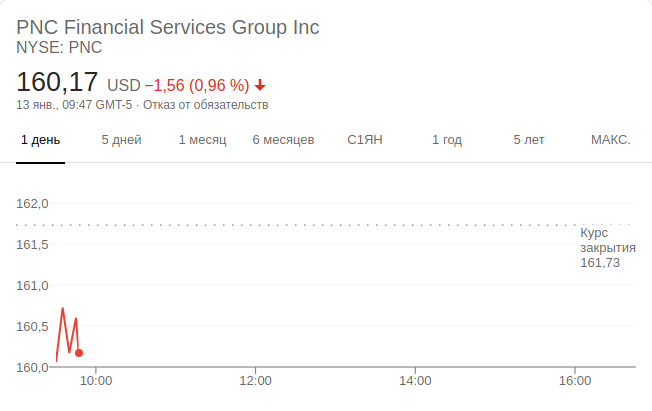 PNC Financial Services Group Inc
NYSE: PNC
160,17 USD −1,56 (0,96 %)
13 янв., 09:47 GMT-5 · Отказ от обязательств
1 день 5 дней 1 месяц 6 месяцев С1ЯН 1 год 5 лет МАКС.
162,0
Курс
161,5 закрытия
161,73
161,0
160,5
160,0
10:00 12:00 14:00 16:00